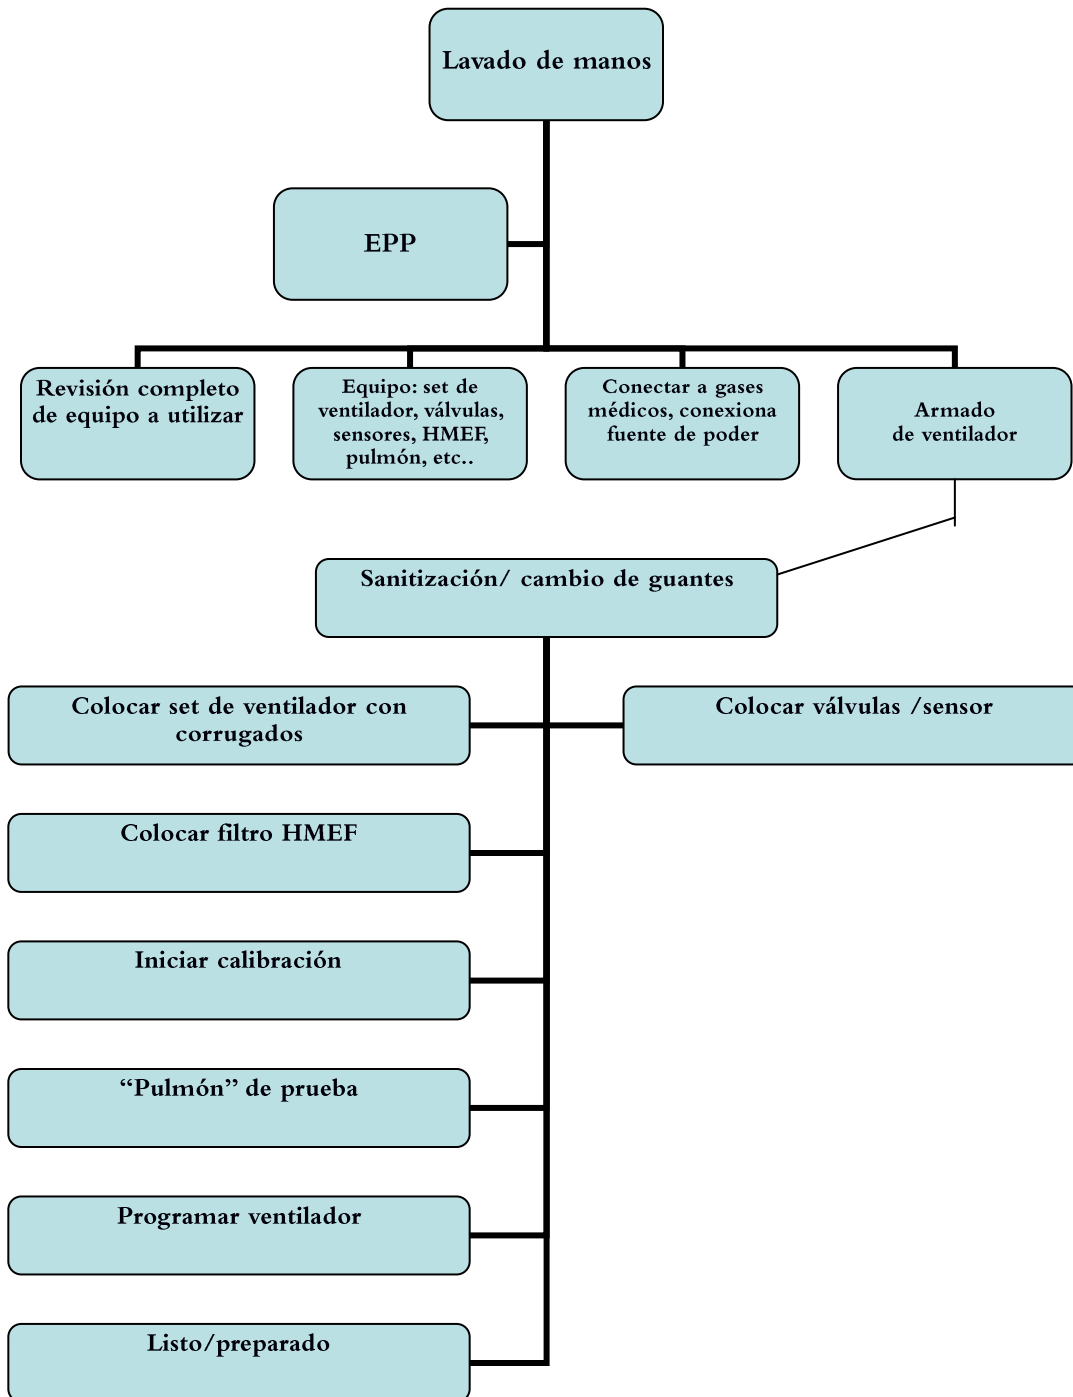 Lavado de manos
EPP
Revisión completo
de equipo a utilizar
Equipo: set de
ventilador, válvulas,
sensores, HMEF,
pulmón, etc..
Conectar a gases
médicos, conexiona
fuente de poder
Armado
de ventilador
Sanitización/ cambio de guantes
Colocar set de ventilador con
corrugados
Colocar válvulas /sensor
Colocar filtro HMEF
Iniciar calibración
“Pulmón” de prueba
Programar ventilador
Listo/preparado